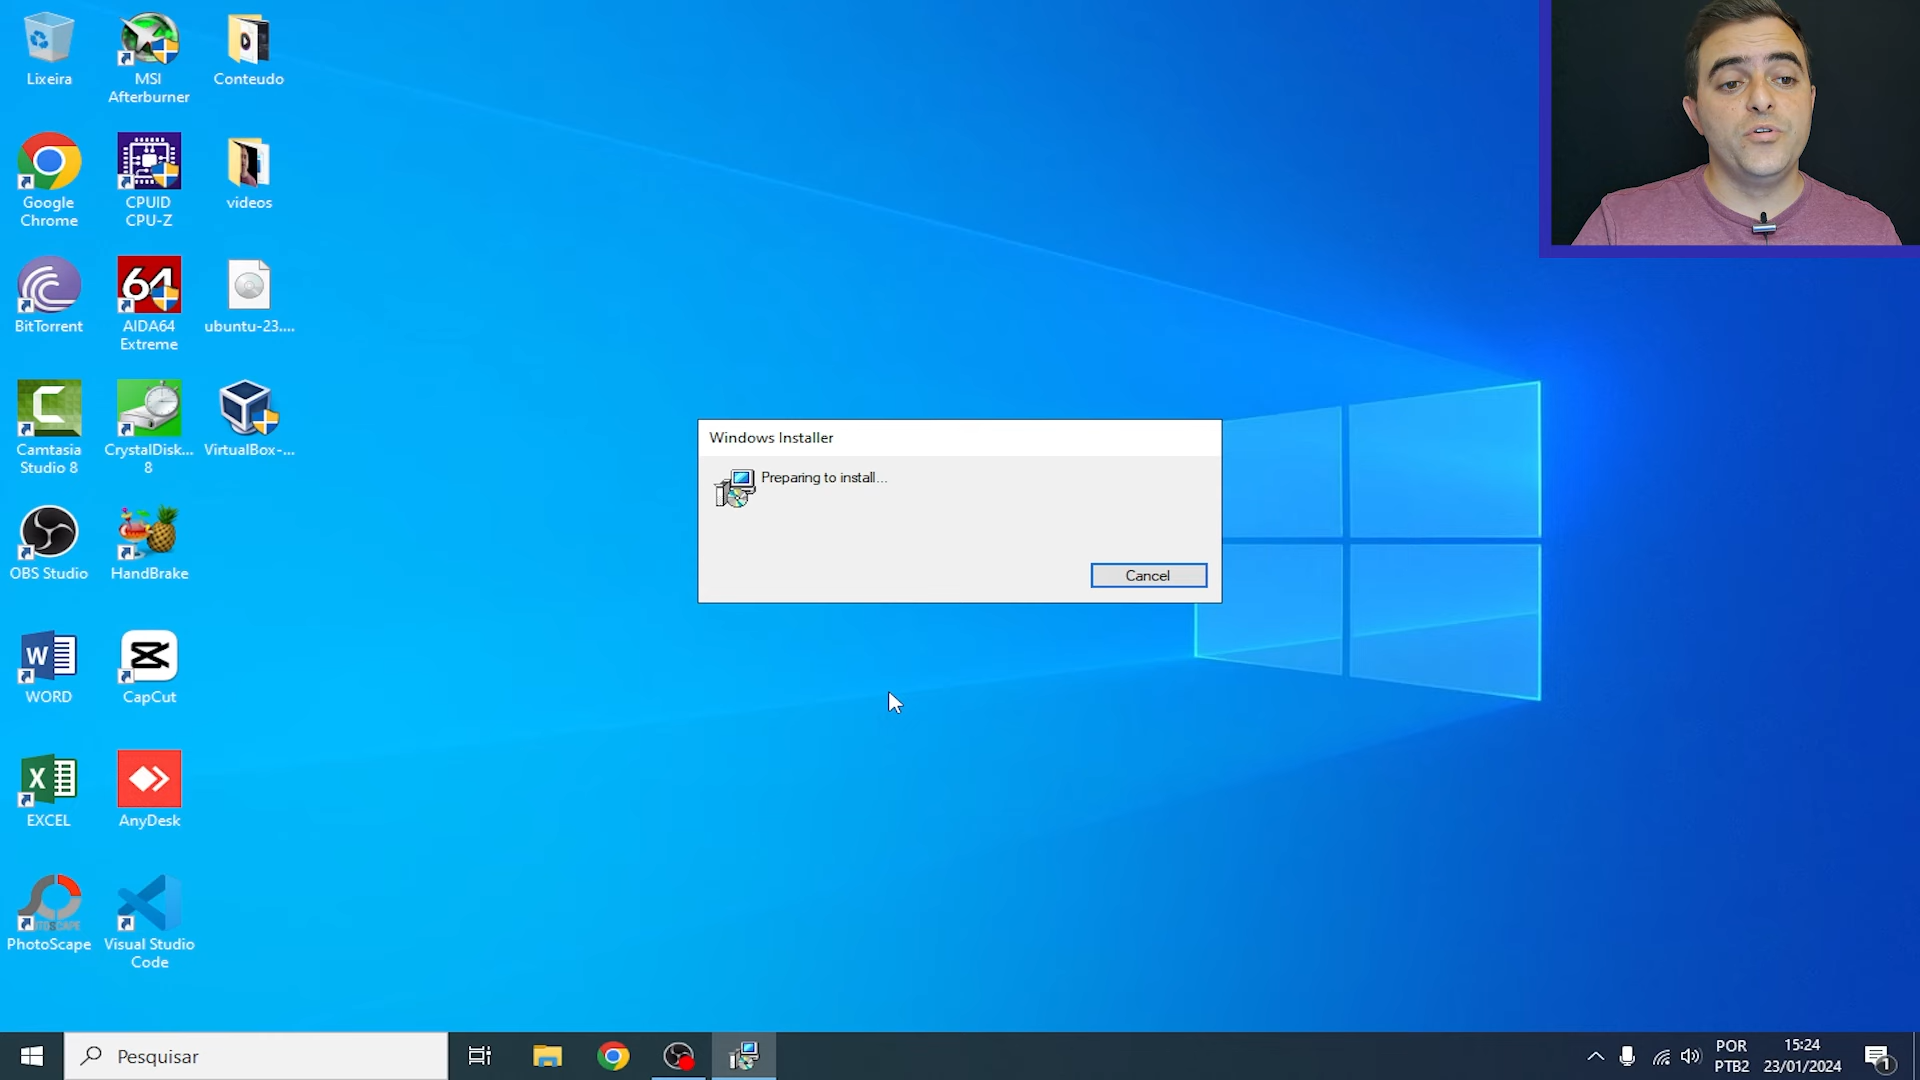 Lixeira
MSI
Afterburner
Conteudo
Google
Chrome
CPUID
CPU-Z
videos
BitTorrent
64
AIDA64
Extreme
ubuntu-23....
Camtasia
Studio 8
CrystalDisk...
8
VirtualBox-...
OBS Studio
HandBrake
W
WORD
CapCut
X
EXCEL
AnyDesk
PhotoScape
Visual Studio
Code
Windows Installer
Preparing to install...
Cancel
Pesquisar
POR
PTB2
15:24
23/01/2024
1